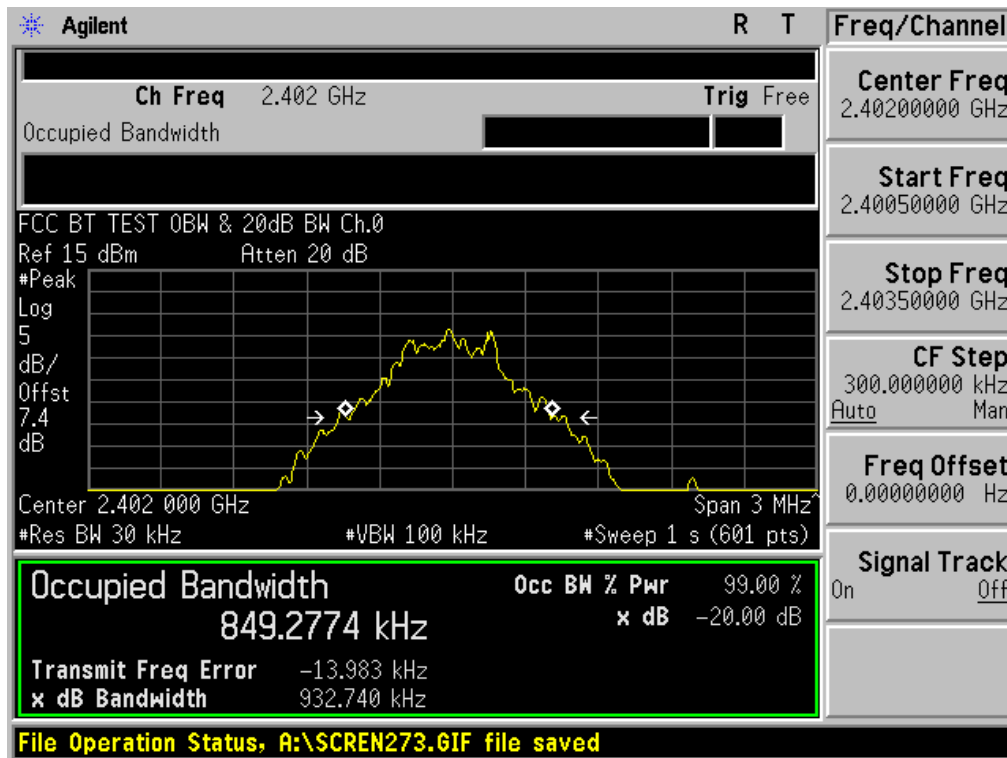 Agilent R T Freq/Channel
Ch Freq 2.402 GHz Trig Free
Occupied Bandwidth
FCC BT TEST OBW & 20dB BW Ch.0
Ref 15 dBm Atten 20 dB
#Peak
Log
5
dB/
Offst
7.4
dB
Center 2.402 000 GHz Span 3 MHz^
#Res BW 30 kHz #VBW 100 kHz #Sweep 1 s (601 pts)
Occupied Bandwidth Occ BW % Pwr 99.00 %
849.2774 kHz x dB -20.00 dB
Transmit Freq Error -13.983 kHz
x dB Bandwidth 932.740 kHz
File Operation Status, A:\SCREN273.GIF file saved
Center Freq
2.40200000 GHz
Start Freq
2.40050000 GHz
Stop Freq
2.40350000 GHz
CF Step
300.000000 kHz
Auto Man
Freq Offset
0.00000000 Hz
Signal Track
On Off